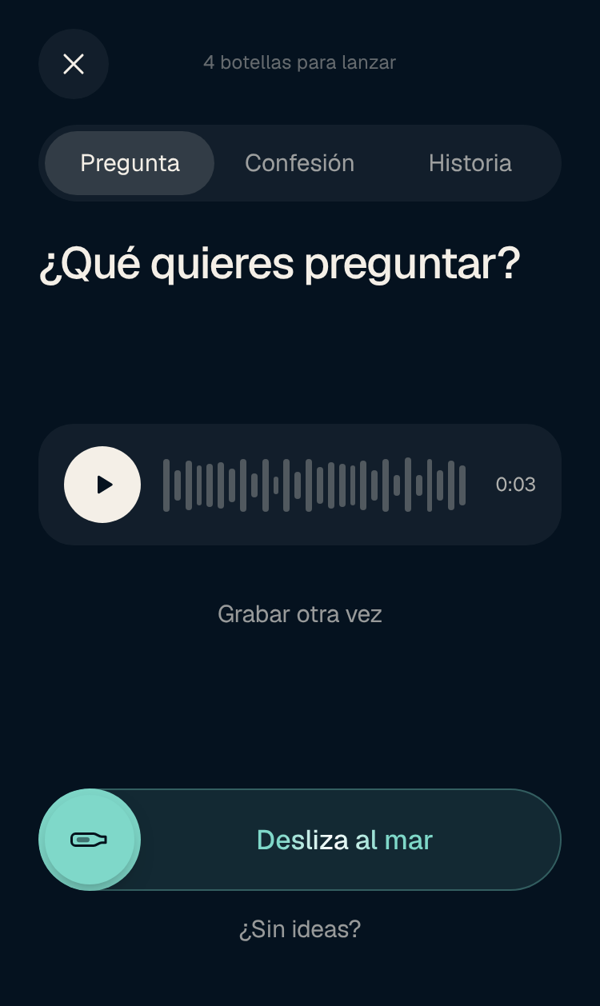 4 botellas para lanzar
Pregunta
Confesión
Historia
¿Qué quieres preguntar?
0:03
Grabar otra vez
Desliza al mar
¿Sin ideas?